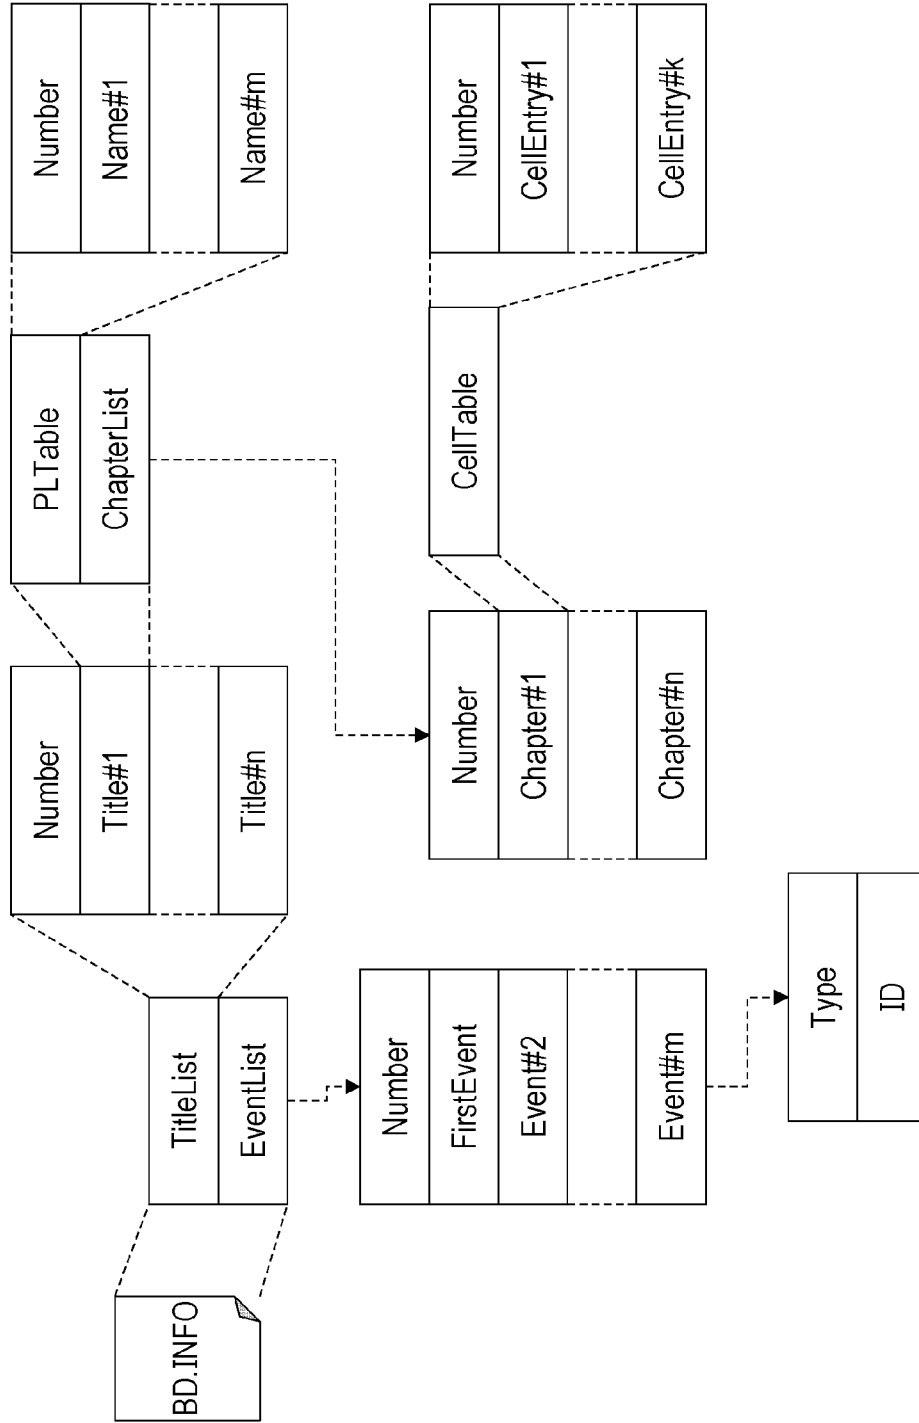 BD.INFO
TitleList
EventList
Number
Title#1
Title#n
PLTable
ChapterList
Number
Name#1
Name#m
Number
FirstEvent
Event#2
Event#m
Type
ID
Number
Chapter#1
Chapter#n
CellTable
Number
CellEntry#1
CellEntry#k